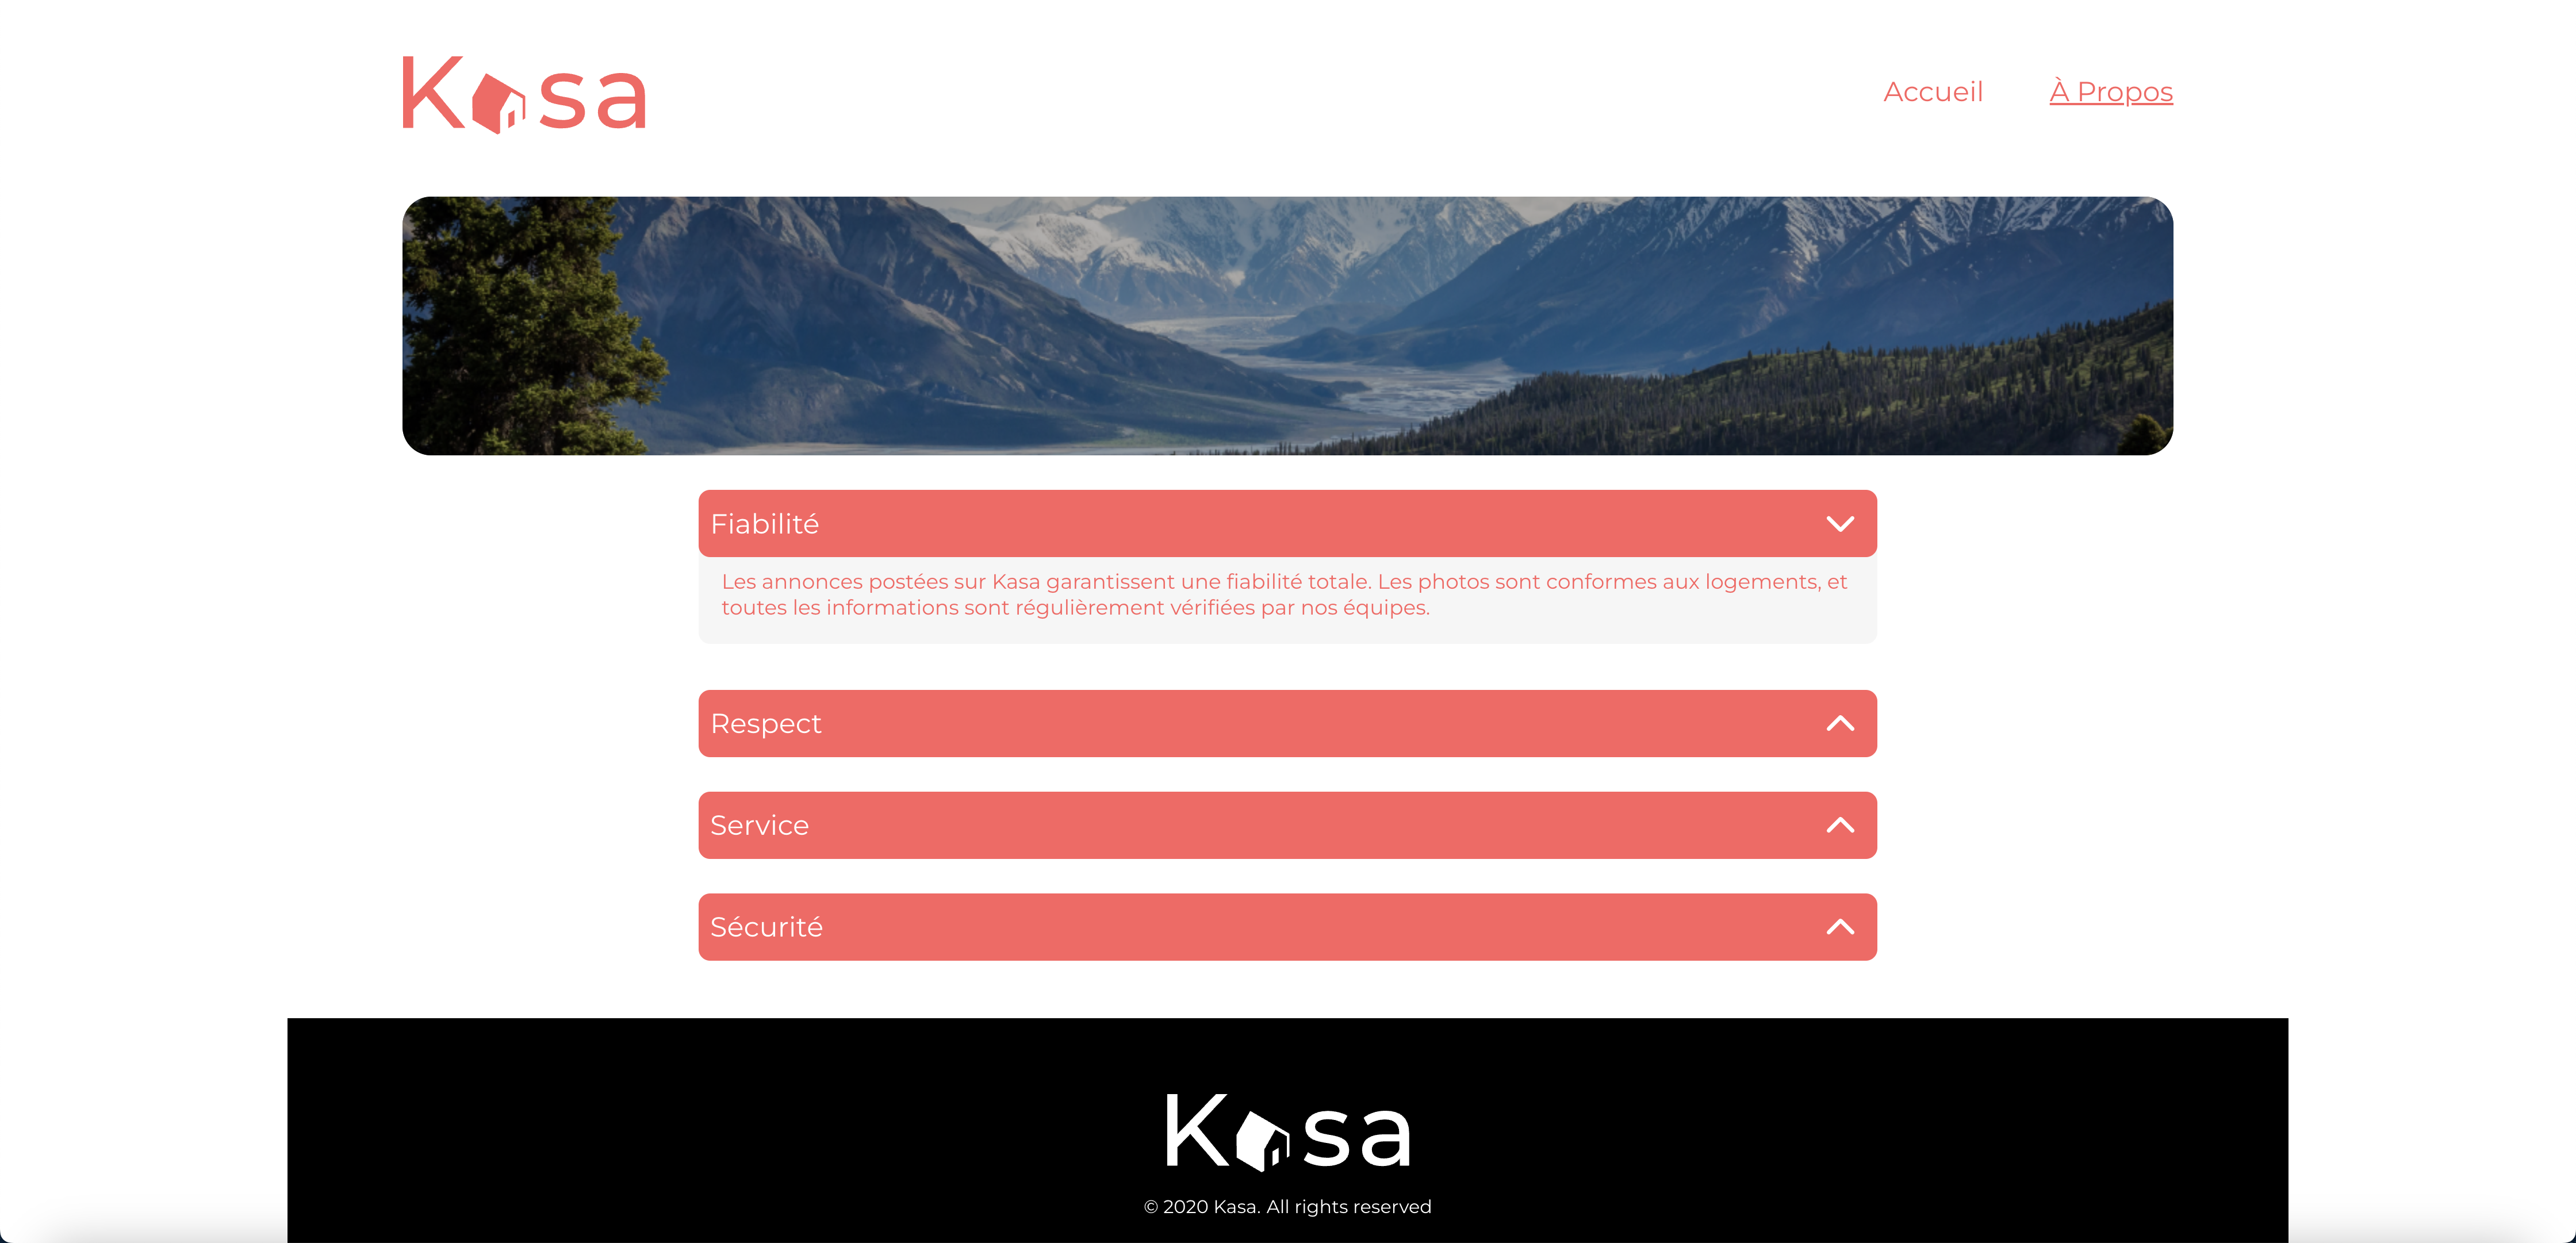 Kasa
Accueil À Propos
Fiabilité
Les annonces postées sur Kasa garantissent une fiabilité totale. Les photos sont conformes aux logements, et
toutes les informations sont régulièrement vérifiées par nos équipes.
Respect
Service
Sécurité
Kasa
© 2020 Kasa. All rights reserved